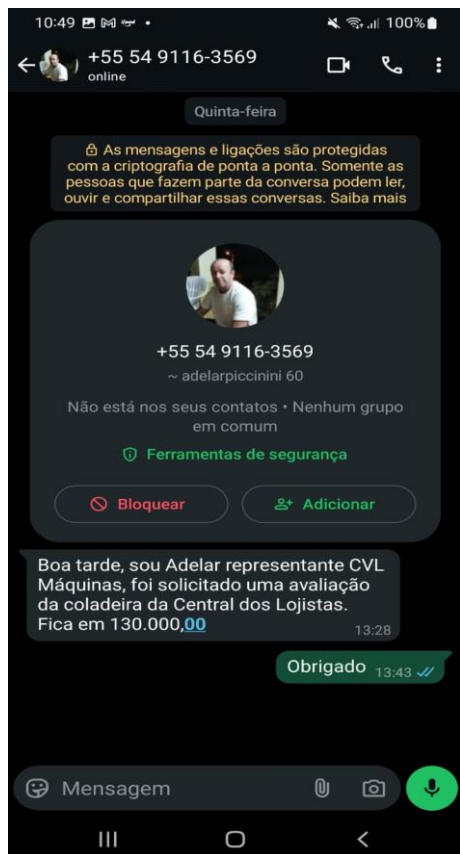 10:49
100%
+55 54 9116-3569
online
Quinta-feira
As mensagens e ligações são protegidas
com a criptografia de ponta a ponta. Somente as
pessoas que fazem parte da conversa podem ler,
ouvir e compartilhar essas conversas. Saiba mais
+55 54 9116-3569
~ adelarpiccinini 60
Não está nos seus contatos • Nenhum grupo
em comum
Ferramentas de segurança
Bloquear
Adicionar
Boa tarde, sou Adelar representante CVL
Máquinas, foi solicitado uma avaliação
da coladeira da Central dos Lojistas.
Fica em 130.000,00
13:28
Obrigado 13:43
Mensagem